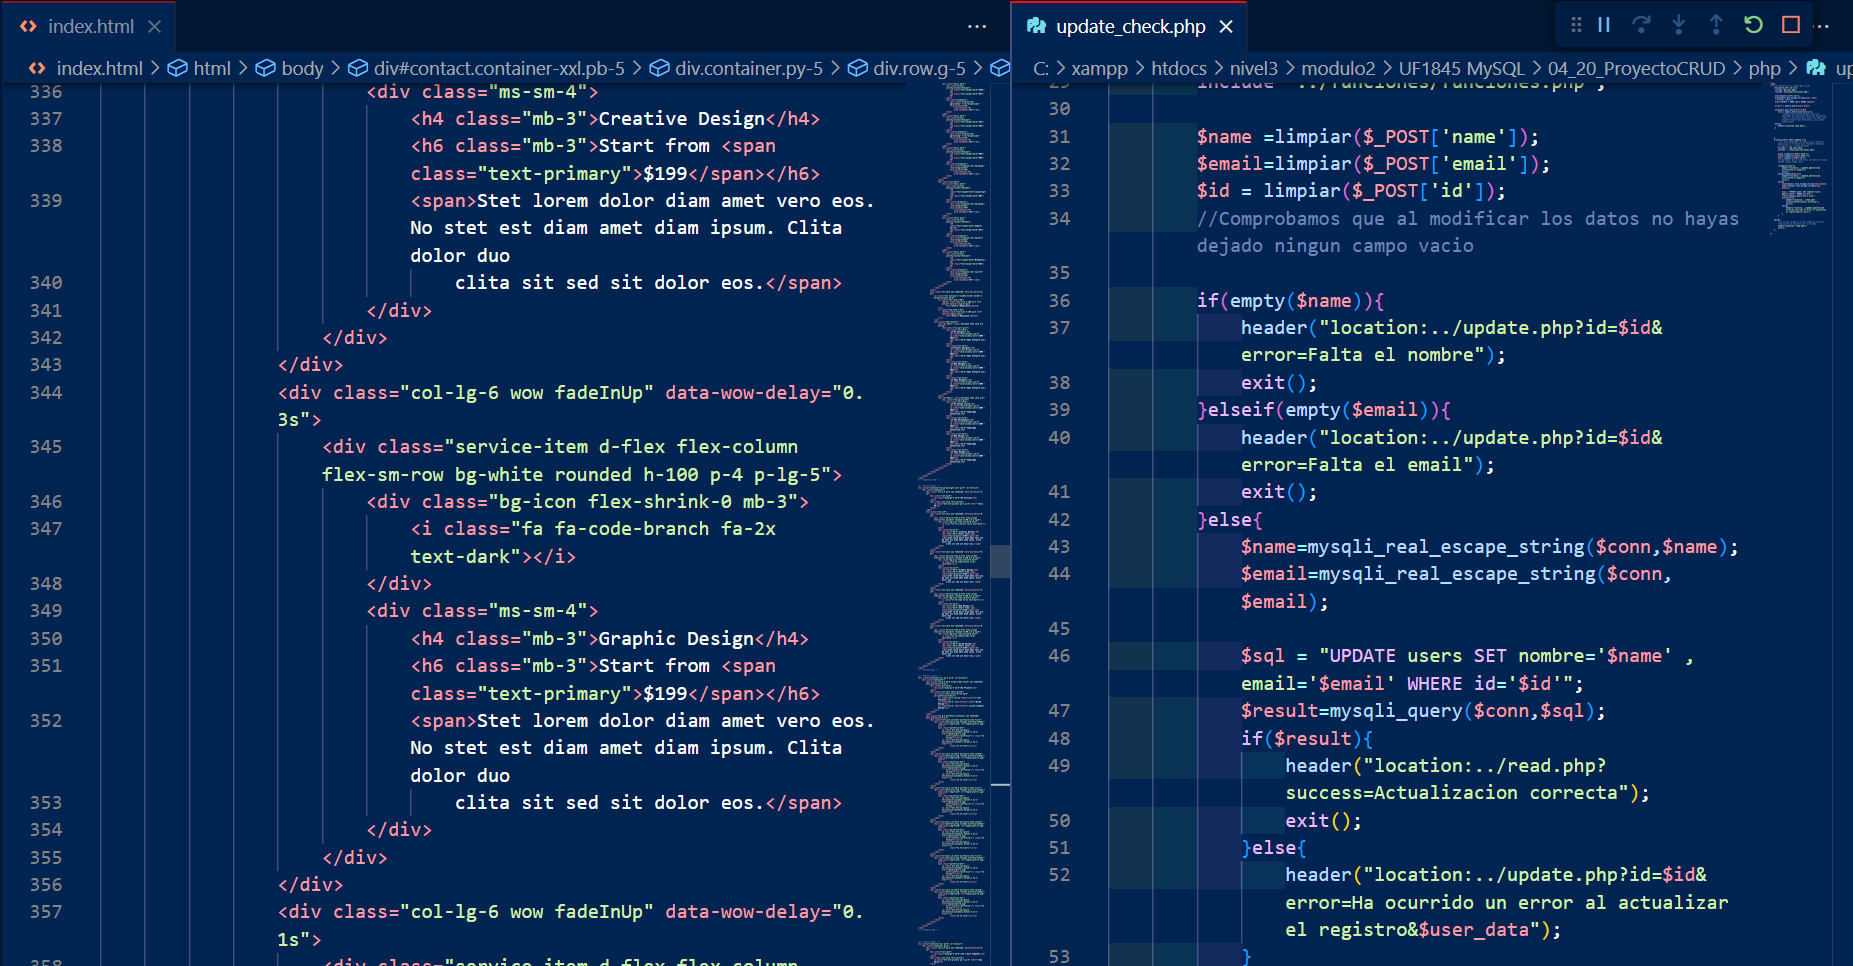 index.html
index.html > html > body > div#contact.container-xxl.pb-5 > div.container.py-5 > div.row.g-5 >
336 <div class="ms-sm-4">
337 <h4 class="mb-3">Creative Design</h4>
338 <h6 class="mb-3">Start from <span
class="text-primary">$199</span></h6>
339 <span>Stet lorem dolor diam amet vero eos.
No stet est diam amet diam ipsum. Clita
dolor duo
340 clita sit sed sit dolor eos.</span>
341 </div>
342 </div>
343 </div>
344 <div class="col-lg-6 wow fadeInUp" data-wow-delay="0.
3s">
345 <div class="service-item d-flex flex-column
flex-sm-row bg-white rounded h-100 p-4 p-lg-5">
346 <div class="bg-icon flex-shrink-0 mb-3">
347 <i class="fa fa-code-branch fa-2x
text-dark"></i>
348 </div>
349 <div class="ms-sm-4">
350 <h4 class="mb-3">Graphic Design</h4>
351 <h6 class="mb-3">Start from <span
class="text-primary">$199</span></h6>
352 <span>Stet lorem dolor diam amet vero eos.
No stet est diam amet diam ipsum. Clita
dolor duo
353 clita sit sed sit dolor eos.</span>
354 </div>
355 </div>
356 </div>
357 <div class="col-lg-6 wow fadeInUp" data-wow-delay="0.
1s">
358 <div class="service-item d-flex flex-column
update_check.php
C: > xampp > htdocs > nivel3 > modulo2 > UF1845 MySQL > 04_20_ProyectoCRUD > php > up
29 include "../funciones/funciones.php";
30
31 $name =limpiar($_POST['name']);
32 $email=limpiar($_POST['email']);
33 $id = limpiar($_POST['id']);
34 //Comprobamos que al modificar los datos no hayas
dejado ningun campo vacio
35
36 if(empty($name)){
37 header("location:../update.php?id=$id&
error=Falta el nombre");
38 exit();
39 }elseif(empty($email)){
40 header("location:../update.php?id=$id&
error=Falta el email");
41 exit();
42 }else{
43 $name=mysqli_real_escape_string($conn,$name);
44 $email=mysqli_real_escape_string($conn,
$email);
45
46 $sql = "UPDATE users SET nombre='$name' ,
email='$email' WHERE id='$id'";
47 $result=mysqli_query($conn,$sql);
48 if($result){
49 header("location:../read.php?
success=Actualizacion correcta");
50 exit();
51 }else{
52 header("location:../update.php?id=$id&
error=Ha ocurrido un error al actualizar
el registro&$user_data");
53 }